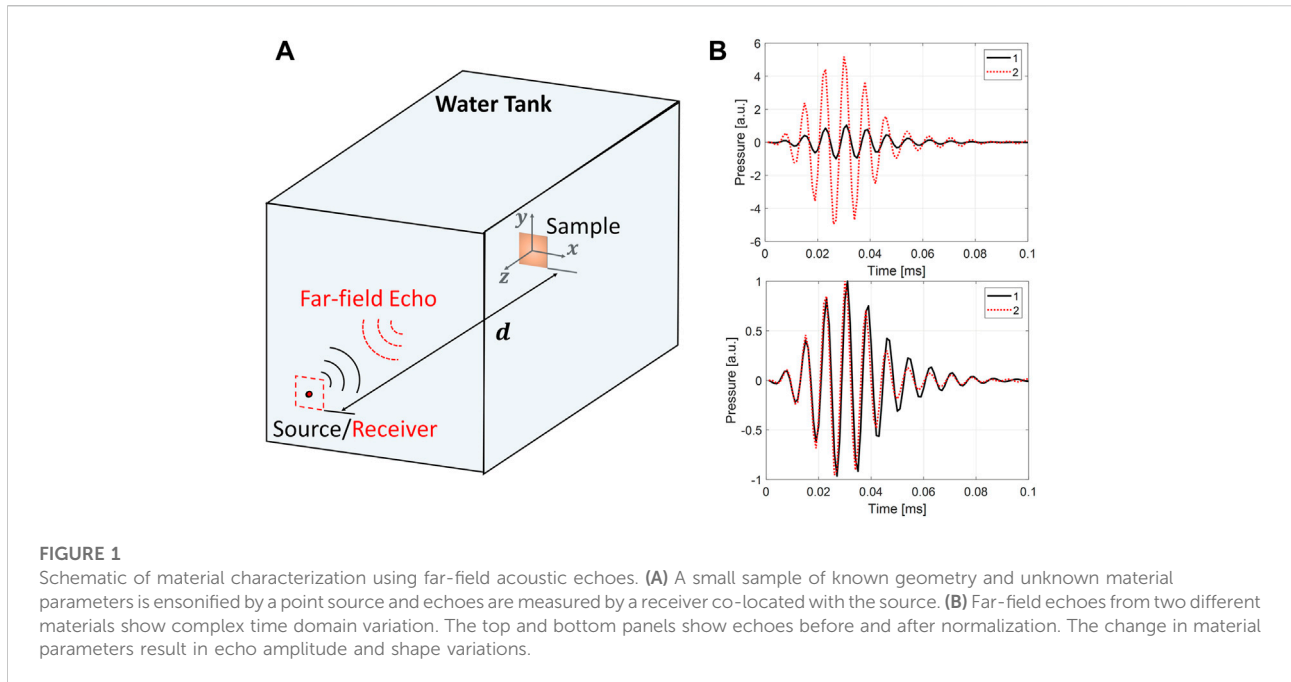 A
Water Tank
y
Sample
x
z
Far-field Echo
d
Source/Receiver
B
6
4
2
0
-2
-4
-6
Pressure [a.u.]
1
2
0 0.02 0.04 0.06 0.08 0.1
Time [ms]
1
0.5
0
-0.5
-1
Pressure [a.u.]
1
2
0 0.02 0.04 0.06 0.08 0.1
Time [ms]
FIGURE 1
Schematic of material characterization using far-field acoustic echoes. (A) A small sample of known geometry and unknown material
parameters is ensonified by a point source and echoes are measured by a receiver co-located with the source. (B) Far-field echoes from two different
materials show complex time domain variation. The top and bottom panels show echoes before and after normalization. The change in material
parameters result in echo amplitude and shape variations.